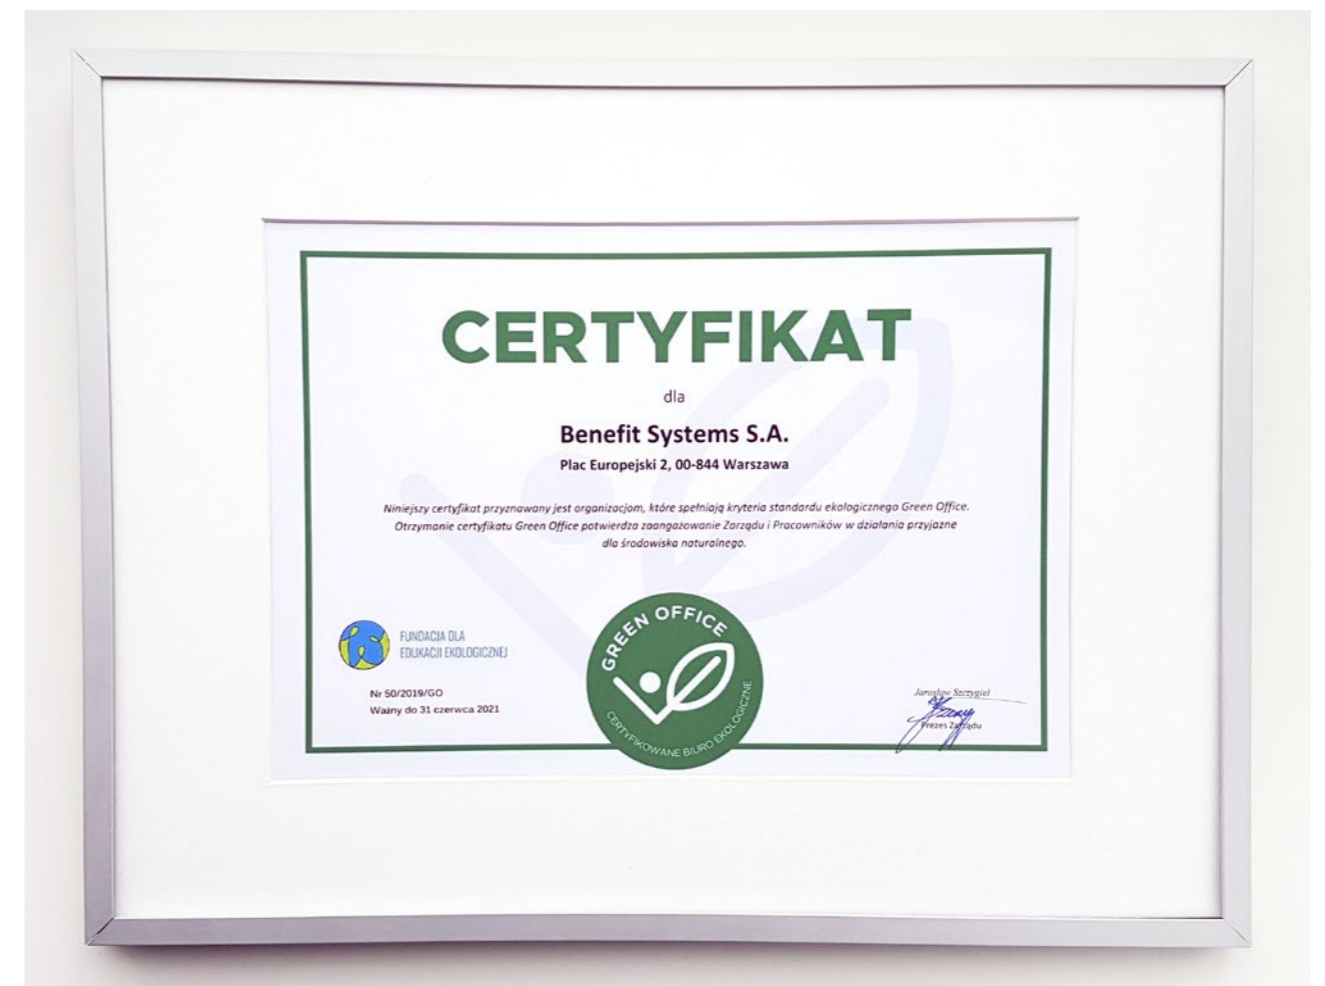 CERTYFIKAT
dla
Benefit Systems S.A.
Plac Europejski 2, 00-844 Warszawa
Niniejszy certyfikat przyznawany jest organizacjom, które spełniają kryteria standardu ekologicznego Green Office.
Otrzymanie certyfikatu Green Office potwierdza zaangażowanie Zarządu i Pracowników w działania przyjazne
dla środowiska naturalnego.
FUNDACJA DLA
EDUKACJI EKOLOGICZNEJ
Nr 50/2019/GO
Ważny do 31 czerwca 2021
GREEN OFFICE
CERTYFIKOWANE BIURO EKOLOGICZNE
Jarosław Szczygieł
Prezes Zarządu